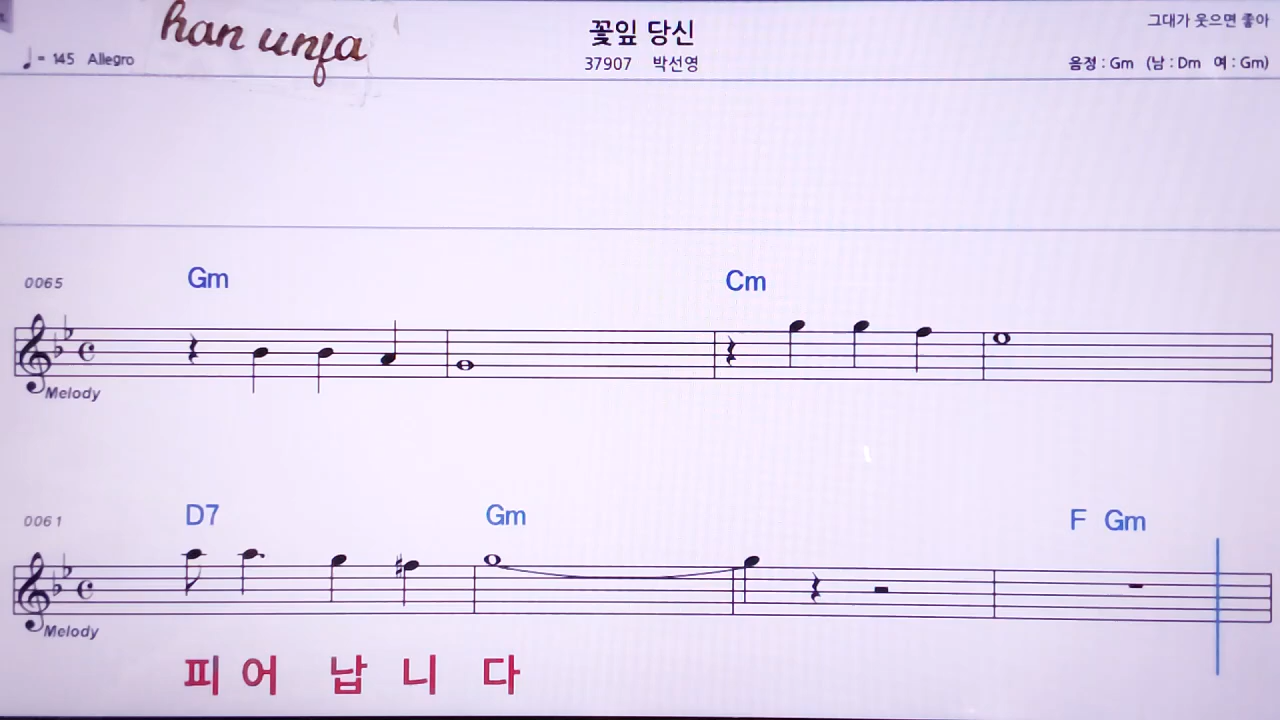 han unja
꽃잎 당신
그대가 웃으면 좋아
♩= 145 Allegro
37907 박선영
음정 : Gm (남 : Dm 여 : Gm)
0065
Gm Cm
Melody
0061
D7 Gm F Gm
Melody
피 어 납 니 다